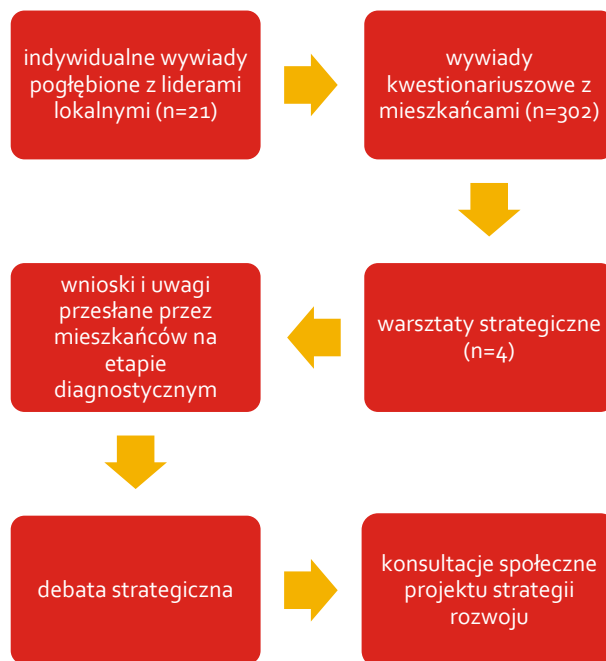 indywidualne wywiady
pogłębione z liderami
lokalnymi (n=21)
wywiady
kwestionariuszowe z
mieszkańcami (n=302)
warsztaty strategiczne
(n=4)
wnioski i uwagi
przesłane przez
mieszkańców na
etapie
diagnostycznym
debata strategiczna
konsultacje społeczne
projektu strategii
rozwoju